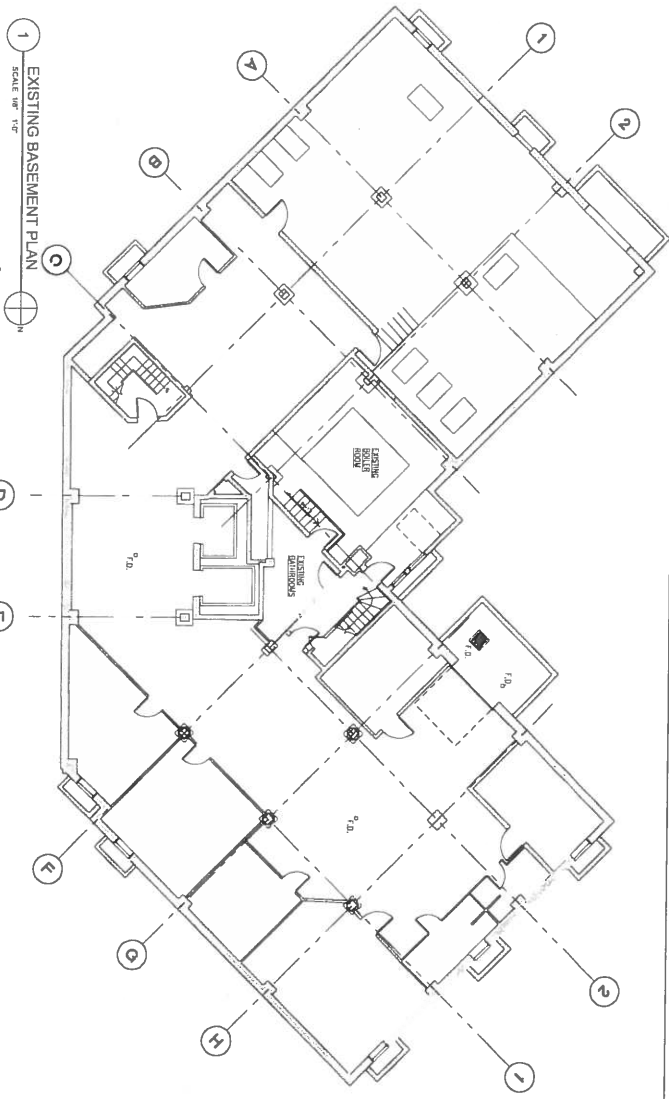 1
EXISTING BASEMENT PLAN
SCALE 1/8" 1'-0"
N
1
2
A
B
C
D
E
EXISTING
BOILER
ROOM
EXISTING
BATHROOMS
F.D.
F.D.
F.D.
F.D.
F
G
H
1
2